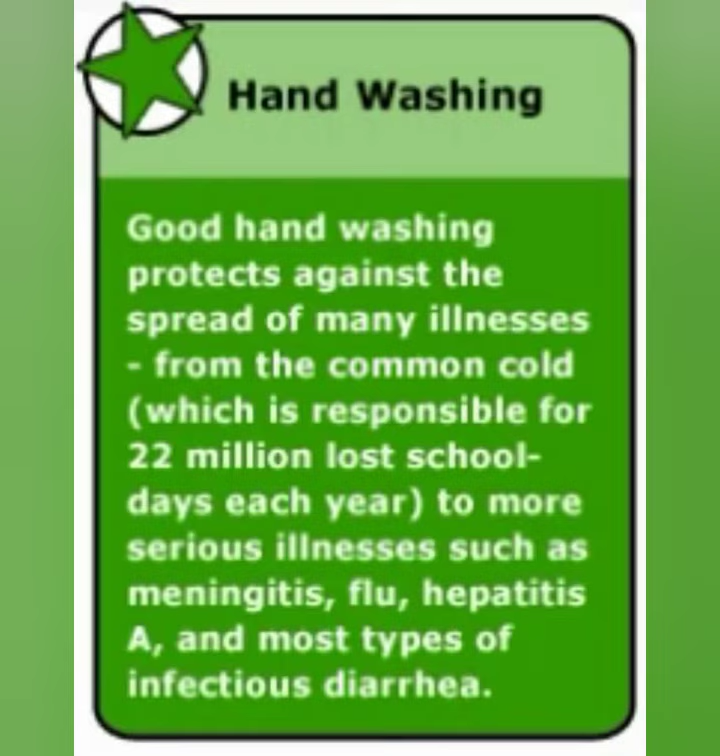 Hand Washing
Good hand washing
protects against the
spread of many illnesses
- from the common cold
(which is responsible for
22 million lost school-
days each year) to more
serious illnesses such as
meningitis, flu, hepatitis
A, and most types of
infectious diarrhea.